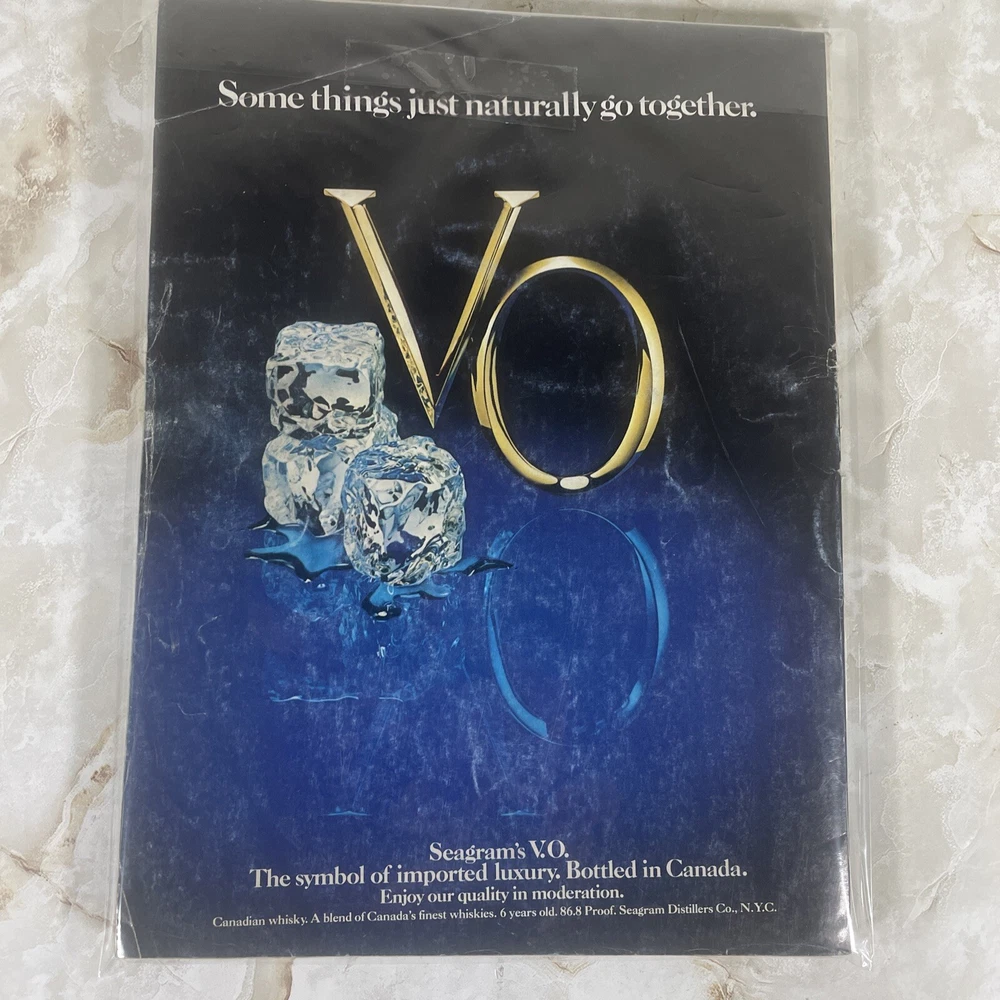 Some things just naturally go together.
VO
Seagram's V.O.
The symbol of imported luxury. Bottled in Canada.
Enjoy our quality in moderation.
Canadian whisky. A blend of Canada's finest whiskies. 6 years old. 86.8 Proof. Seagram Distillers Co., N.Y.C.